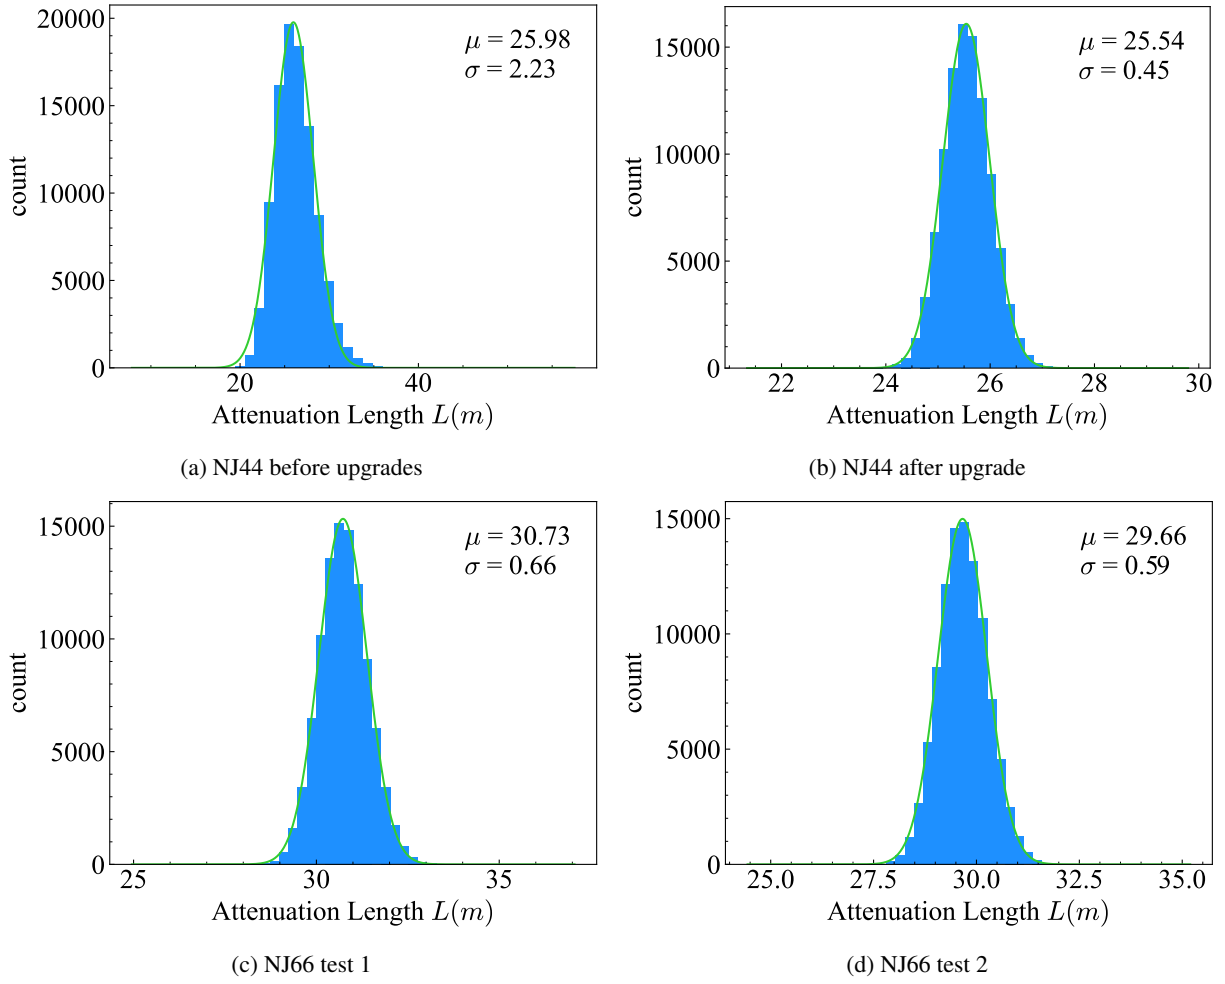 20000
15000
10000
5000
0
count
μ = 25.98
σ = 2.23
20 40
Attenuation Length L(m)
(a) NJ44 before upgrades
15000
10000
5000
0
count
μ = 25.54
σ = 0.45
22 24 26 28 30
Attenuation Length L(m)
(b) NJ44 after upgrade
15000
10000
5000
0
count
μ = 30.73
σ = 0.66
25 30 35
Attenuation Length L(m)
(c) NJ66 test 1
15000
10000
5000
0
count
μ = 29.66
σ = 0.59
25.0 27.5 30.0 32.5 35.0
Attenuation Length L(m)
(d) NJ66 test 2